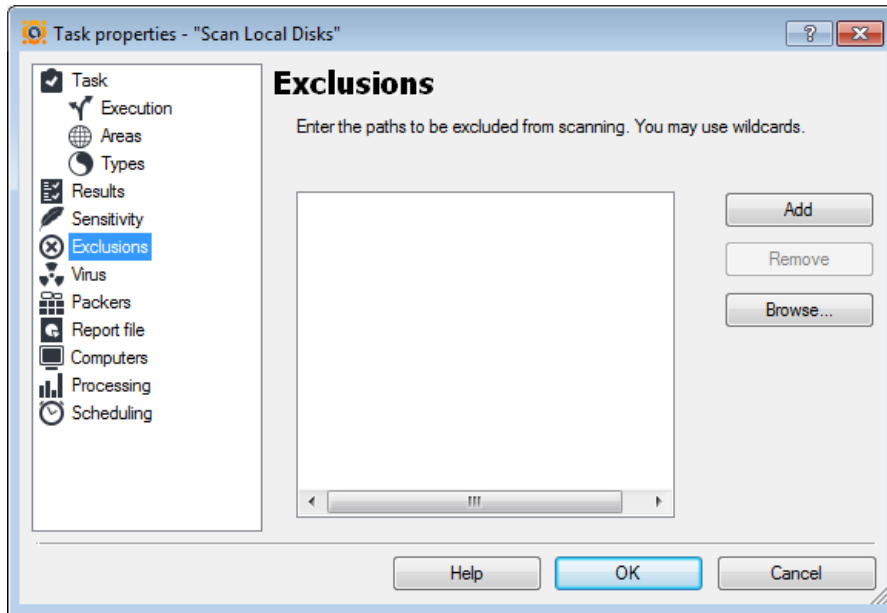 Task properties - "Scan Local Disks"
Task
Execution
Areas
Types
Results
Sensitivity
Exclusions
Virus
Packers
Report file
Computers
Processing
Scheduling
Exclusions
Enter the paths to be excluded from scanning. You may use wildcards.
Add
Remove
Browse...
Help
OK
Cancel